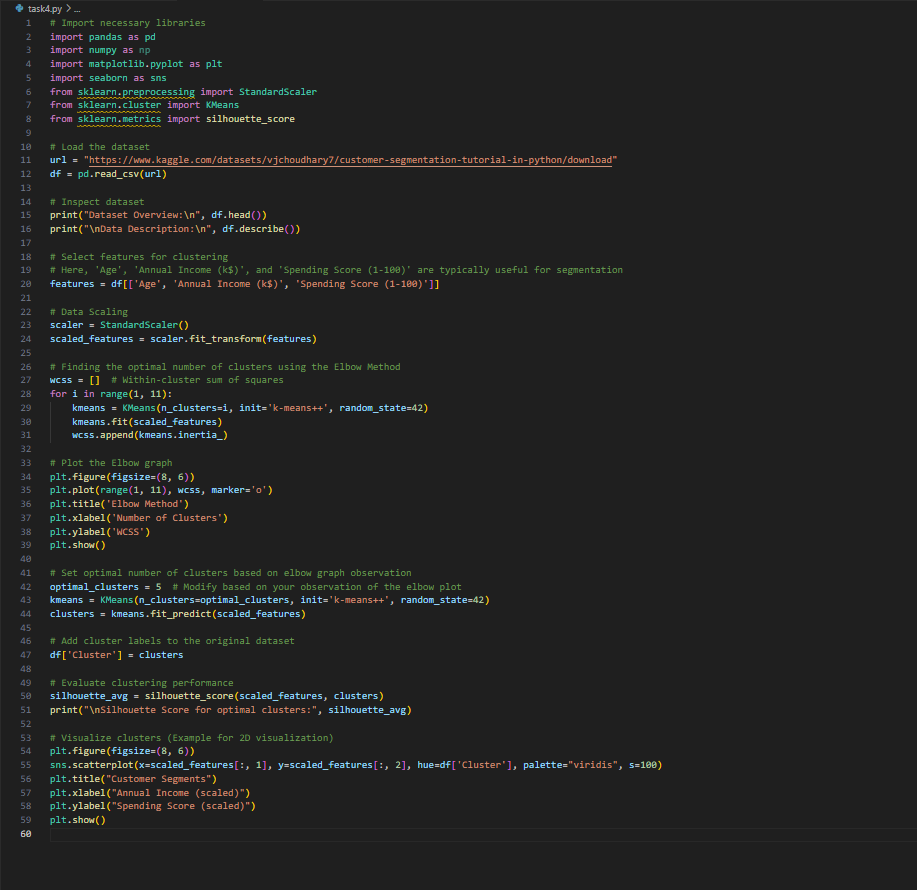 task4.py > ...
1 # Import necessary libraries
2 import pandas as pd
3 import numpy as np
4 import matplotlib.pyplot as plt
5 import seaborn as sns
6 from sklearn.preprocessing import StandardScaler
7 from sklearn.cluster import KMeans
8 from sklearn.metrics import silhouette_score
9
10 # Load the dataset
11 url = "https://www.kaggle.com/datasets/vjchoudhary7/customer-segmentation-tutorial-in-python/download"
12 df = pd.read_csv(url)
13
14 # Inspect dataset
15 print("Dataset Overview:\n", df.head())
16 print("\nData Description:\n", df.describe())
17
18 # Select features for clustering
19 # Here, 'Age', 'Annual Income (k$)', and 'Spending Score (1-100)' are typically useful for segmentation
20 features = df[['Age', 'Annual Income (k$)', 'Spending Score (1-100)']]
21
22 # Data Scaling
23 scaler = StandardScaler()
24 scaled_features = scaler.fit_transform(features)
25
26 # Finding the optimal number of clusters using the Elbow Method
27 wcss = []  # Within-cluster sum of squares
28 for i in range(1, 11):
29     kmeans = KMeans(n_clusters=i, init='k-means++', random_state=42)
30     kmeans.fit(scaled_features)
31     wcss.append(kmeans.inertia_)
32
33 # Plot the Elbow graph
34 plt.figure(figsize=(8, 6))
35 plt.plot(range(1, 11), wcss, marker='o')
36 plt.title('Elbow Method')
37 plt.xlabel('Number of Clusters')
38 plt.ylabel('WCSS')
39 plt.show()
40
41 # Set optimal number of clusters based on elbow graph observation
42 optimal_clusters = 5  # Modify based on your observation of the elbow plot
43 kmeans = KMeans(n_clusters=optimal_clusters, init='k-means++', random_state=42)
44 clusters = kmeans.fit_predict(scaled_features)
45
46 # Add cluster labels to the original dataset
47 df['Cluster'] = clusters
48
49 # Evaluate clustering performance
50 silhouette_avg = silhouette_score(scaled_features, clusters)
51 print("\nSilhouette Score for optimal clusters:", silhouette_avg)
52
53 # Visualize clusters (Example for 2D visualization)
54 plt.figure(figsize=(8, 6))
55 sns.scatterplot(x=scaled_features[:, 1], y=scaled_features[:, 2], hue=df['Cluster'], palette="viridis", s=100)
56 plt.title("Customer Segments")
57 plt.xlabel("Annual Income (scaled)")
58 plt.ylabel("Spending Score (scaled)")
59 plt.show()
60